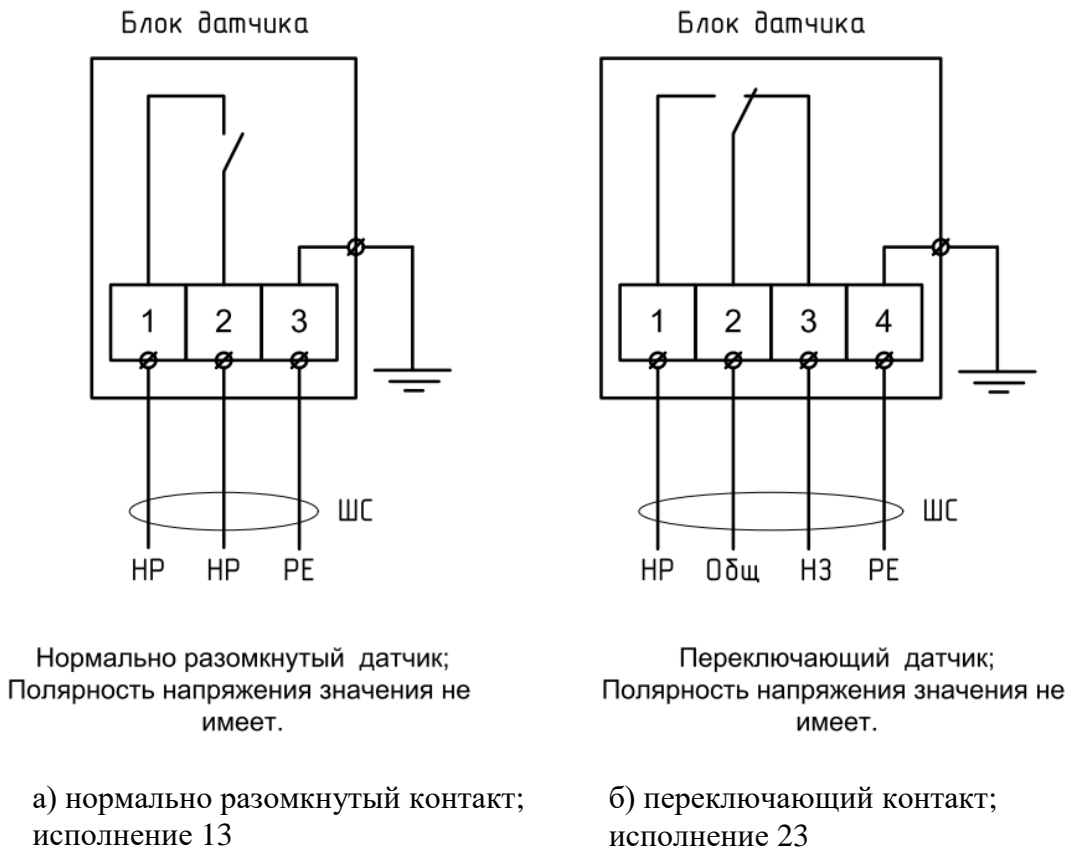 Блок датчика
1 2 3
ШС
НР НР PE
Нормально разомкнутый датчик;
Полярность напряжения значения не
имеет.
а) нормально разомкнутый контакт;
исполнение 13
Блок датчика
1 2 3 4
ШС
НР Общ НЗ PE
Переключающий датчик;
Полярность напряжения значения не
имеет.
б) переключающий контакт;
исполнение 23